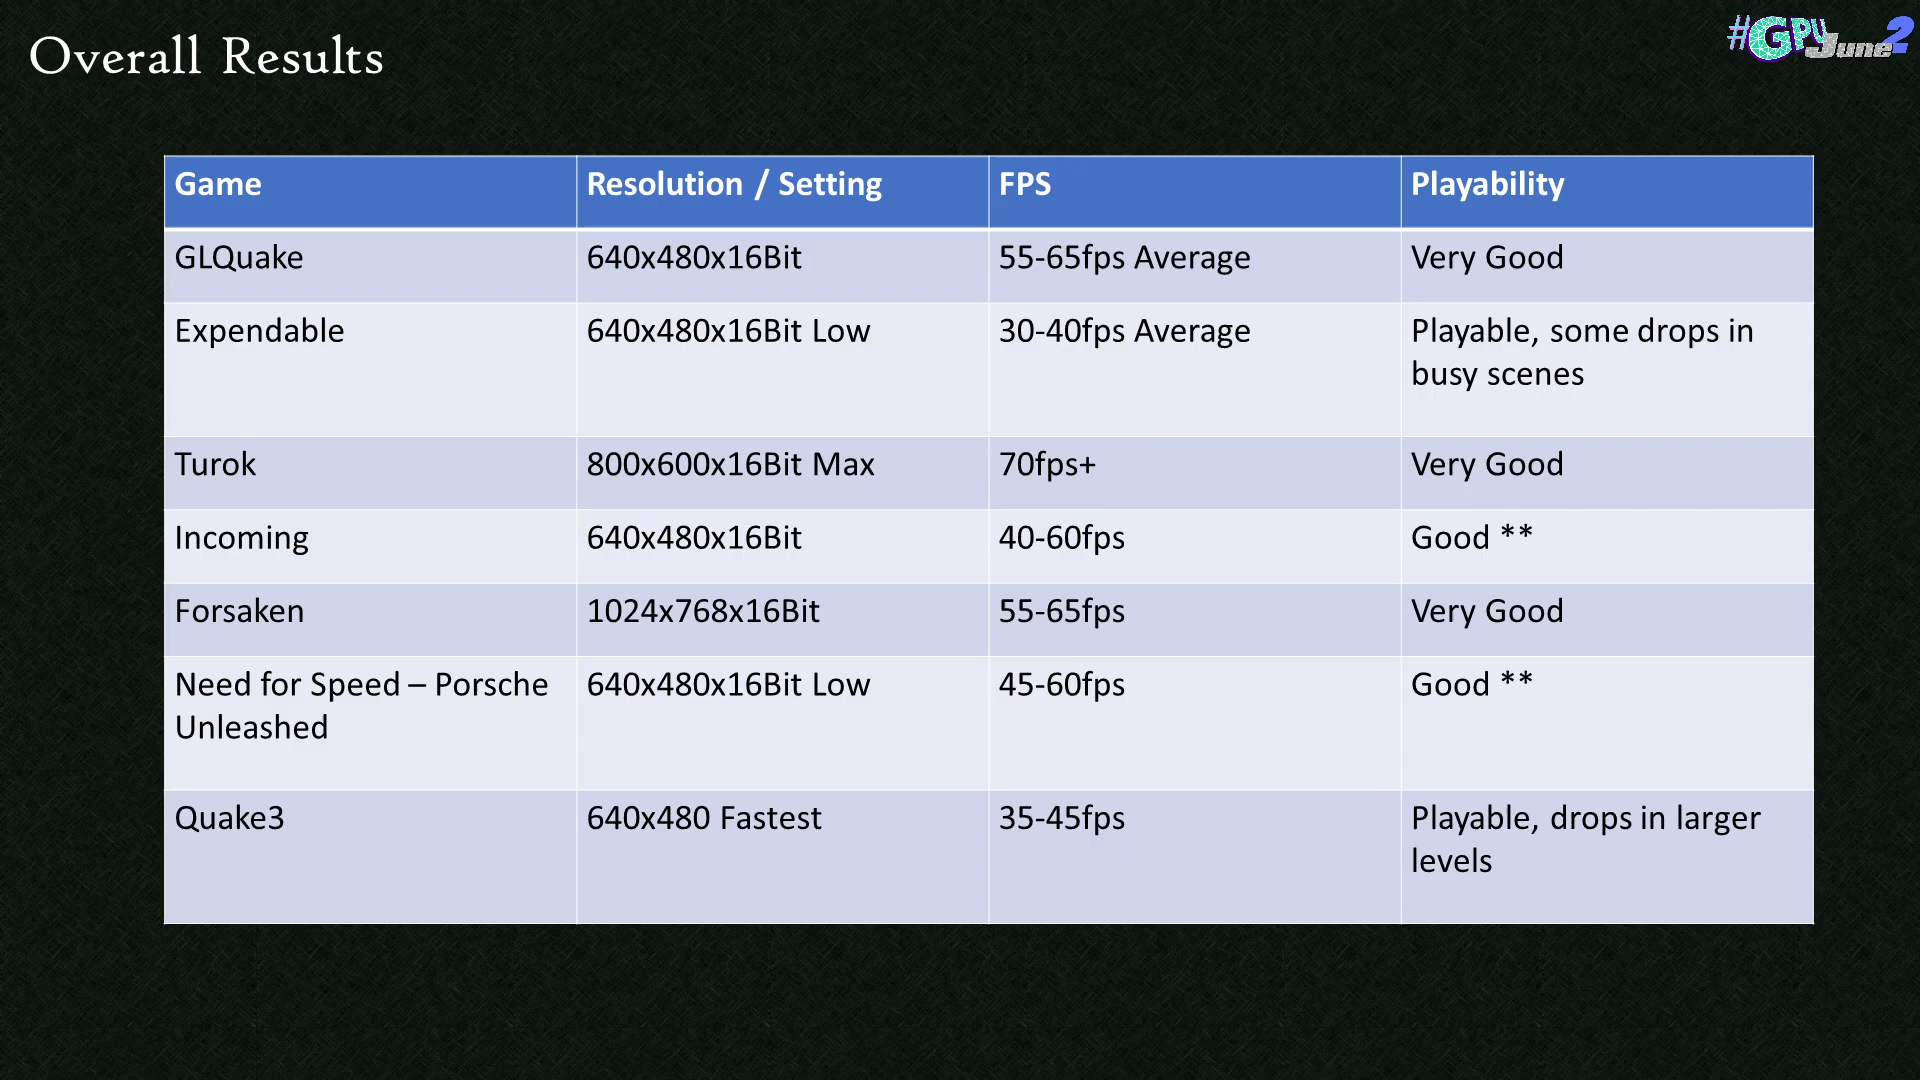 Overall Results
#GPUJune2
Game Resolution / Setting FPS Playability
GLQuake 640x480x16Bit 55-65fps Average Very Good
Expendable 640x480x16Bit Low 30-40fps Average Playable, some drops in
busy scenes
Turok 800x600x16Bit Max 70fps+ Very Good
Incoming 640x480x16Bit 40-60fps Good **
Forsaken 1024x768x16Bit 55-65fps Very Good
Need for Speed – Porsche 640x480x16Bit Low 45-60fps Good **
Unleashed
Quake3 640x480 Fastest 35-45fps Playable, drops in larger
levels